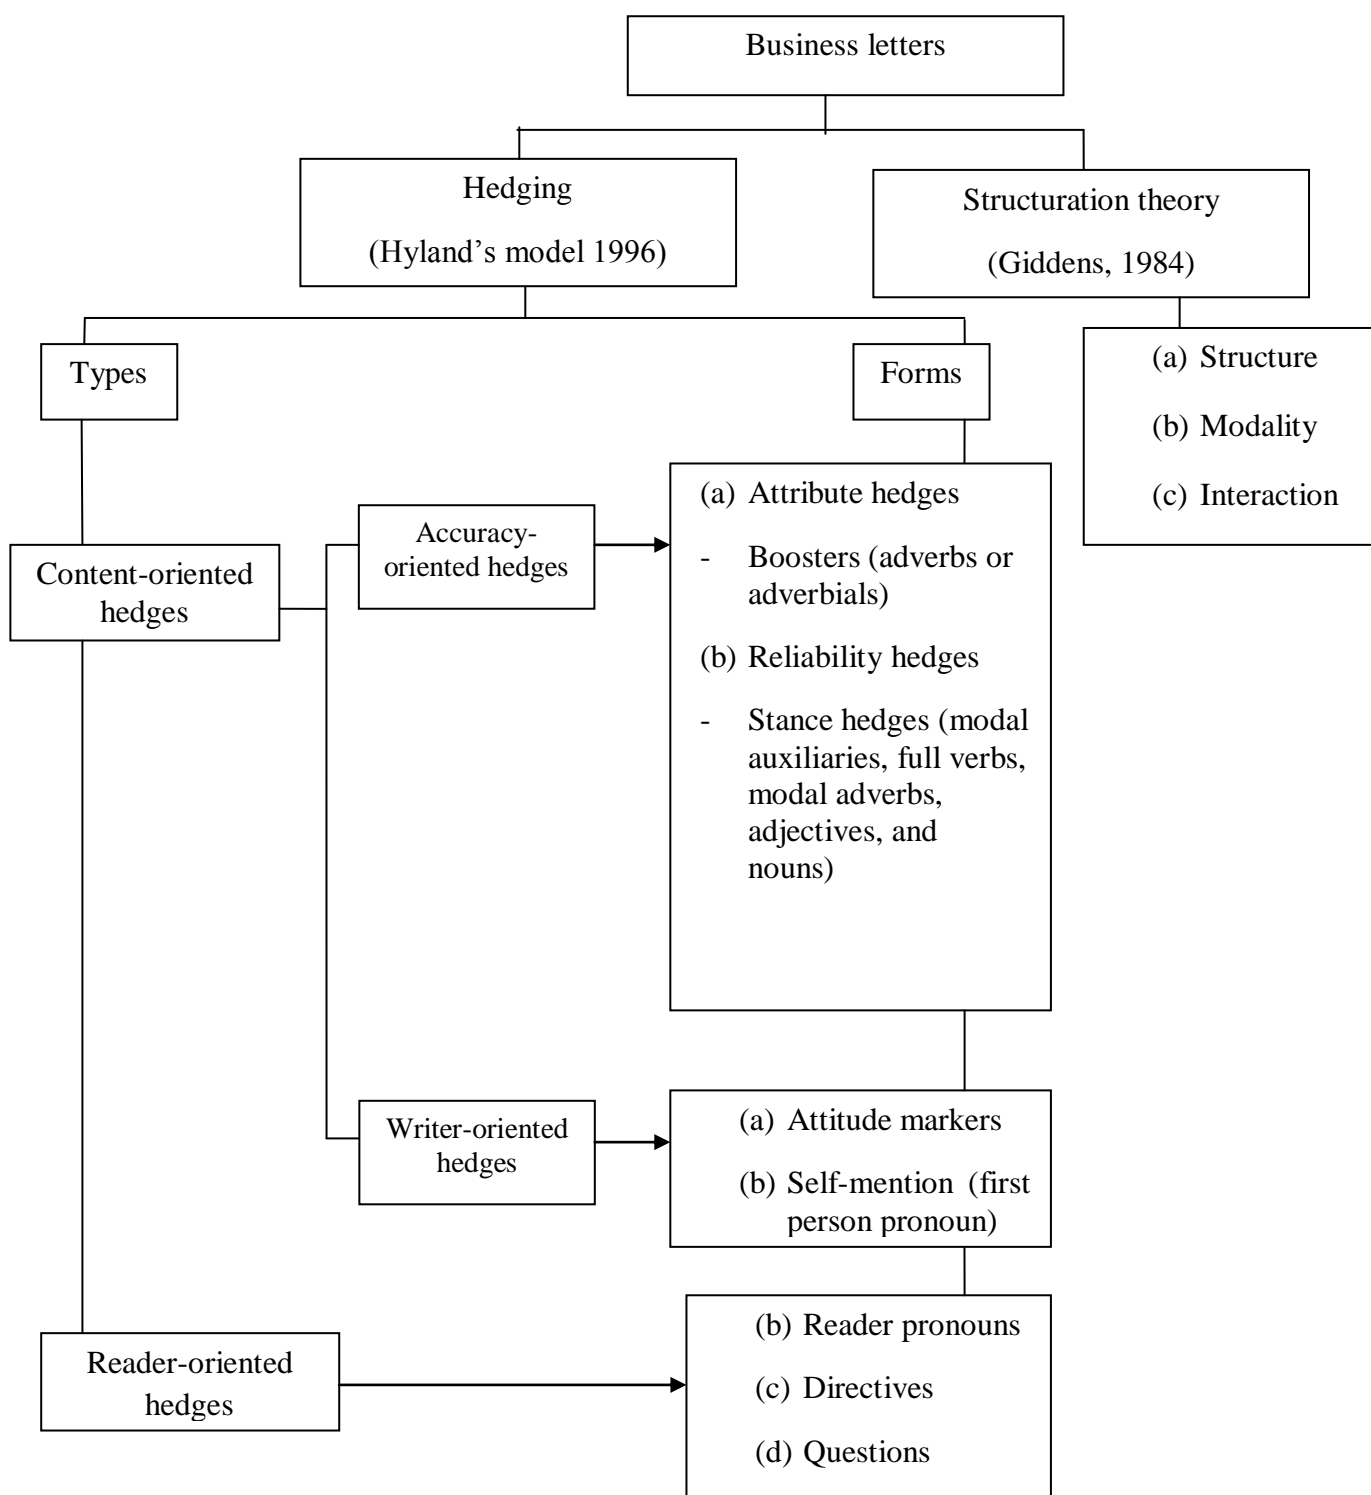 Business letters
Hedging
(Hyland’s model 1996)
Structuration theory
(Giddens, 1984)
Types
Forms
(a) Structure
(b) Modality
(c) Interaction
Content-oriented
hedges
Accuracy-
oriented hedges
(a) Attribute hedges
- Boosters (adverbs or
adverbials)
(b) Reliability hedges
- Stance hedges (modal
auxiliaries, full verbs,
modal adverbs,
adjectives, and
nouns)
Writer-oriented
hedges
(a) Attitude markers
(b) Self-mention (first
person pronoun)
Reader-oriented
hedges
(b) Reader pronouns
(c) Directives
(d) Questions